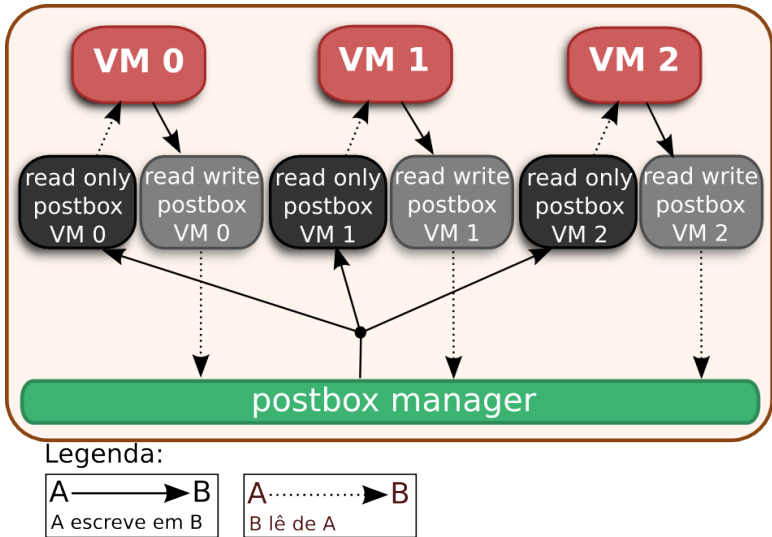 VM 0
VM 1
VM 2
read only
postbox
VM 0
read write
postbox
VM 0
read only
postbox
VM 1
read write
postbox
VM 1
read only
postbox
VM 2
read write
postbox
VM 2
postbox manager
Legenda:
A B
A escreve em B
A B
B lê de A